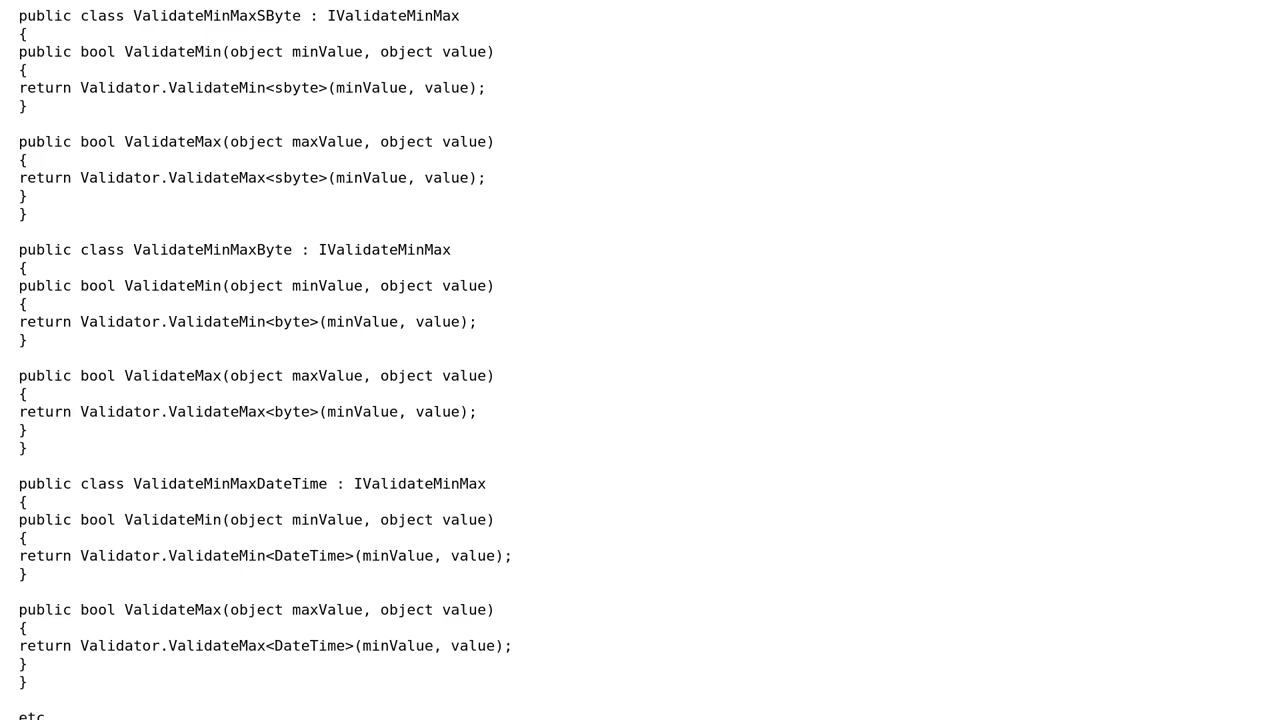 public class ValidateMinMaxSByte : IValidateMinMax
{
public bool ValidateMin(object minValue, object value)
{
return Validator.ValidateMin<sbyte>(minValue, value);
}

public bool ValidateMax(object maxValue, object value)
{
return Validator.ValidateMax<sbyte>(minValue, value);
}
}

public class ValidateMinMaxByte : IValidateMinMax
{
public bool ValidateMin(object minValue, object value)
{
return Validator.ValidateMin<byte>(minValue, value);
}

public bool ValidateMax(object maxValue, object value)
{
return Validator.ValidateMax<byte>(minValue, value);
}
}

public class ValidateMinMaxDateTime : IValidateMinMax
{
public bool ValidateMin(object minValue, object value)
{
return Validator.ValidateMin<DateTime>(minValue, value);
}

public bool ValidateMax(object maxValue, object value)
{
return Validator.ValidateMax<DateTime>(minValue, value);
}
}

etc